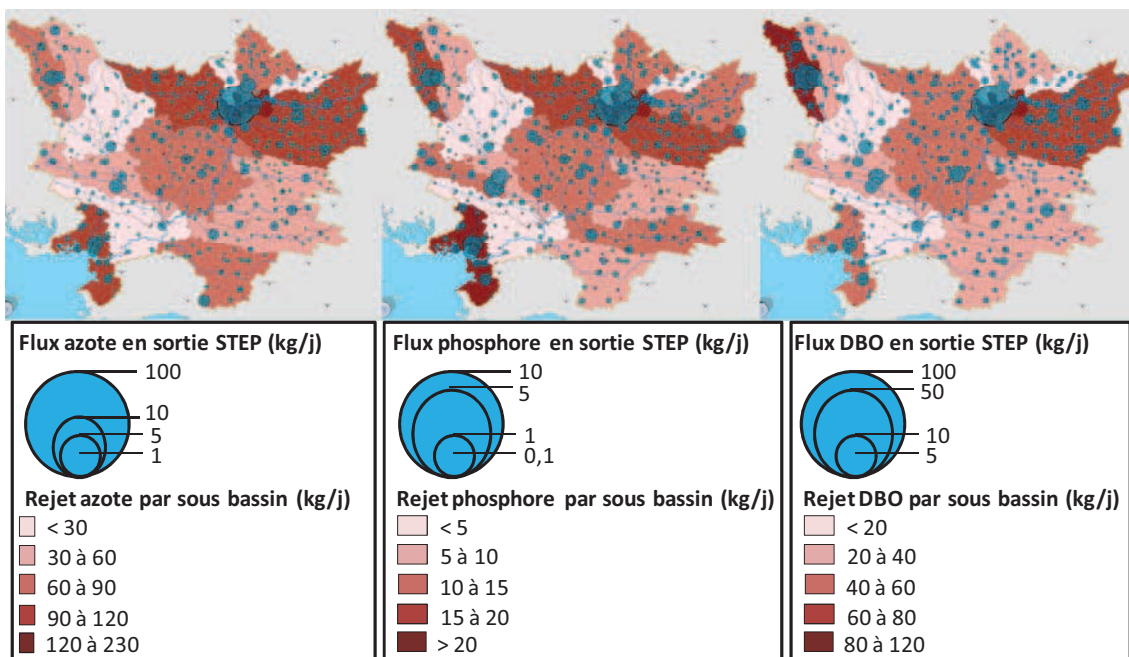 Flux azote en sortie STEP (kg/j)
100
10
5
1
Rejet azote par sous bassin (kg/j)
< 30
30 à 60
60 à 90
90 à 120
120 à 230
Flux phosphore en sortie STEP (kg/j)
10
5
1
0,1
Rejet phosphore par sous bassin (kg/j)
< 5
5 à 10
10 à 15
15 à 20
> 20
Flux DBO en sortie STEP (kg/j)
100
50
10
5
Rejet DBO par sous bassin (kg/j)
< 20
20 à 40
40 à 60
60 à 80
80 à 120